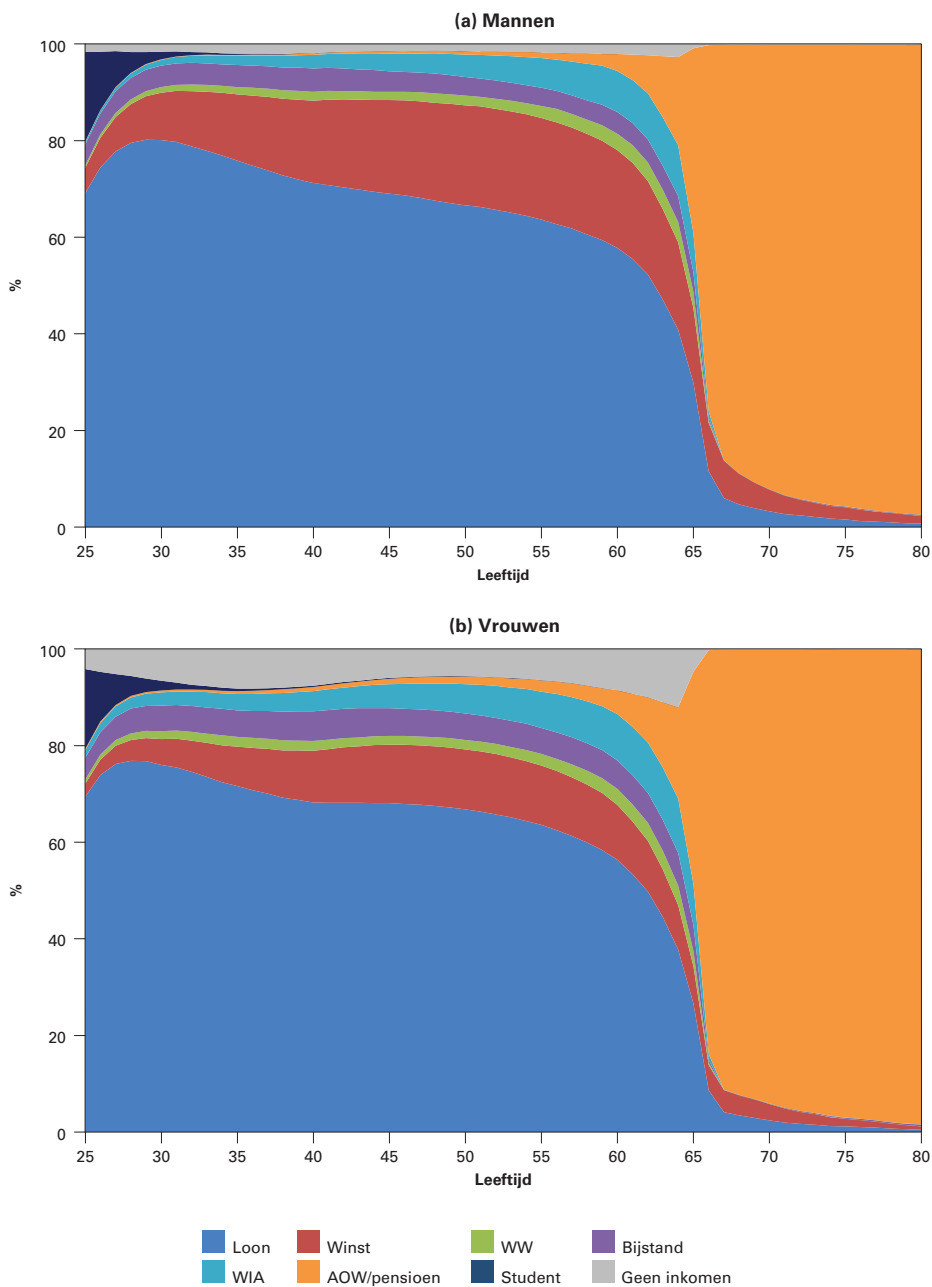 (a) Mannen
100
80
60
40
20
0
%
25 30 35 40 45 50 55 60 65 70 75 80
Leeftijd
(b) Vrouwen
100
80
60
40
20
0
%
25 30 35 40 45 50 55 60 65 70 75 80
Leeftijd
Loon Winst WW Bijstand
WIA AOW/pensioen Student Geen inkomen